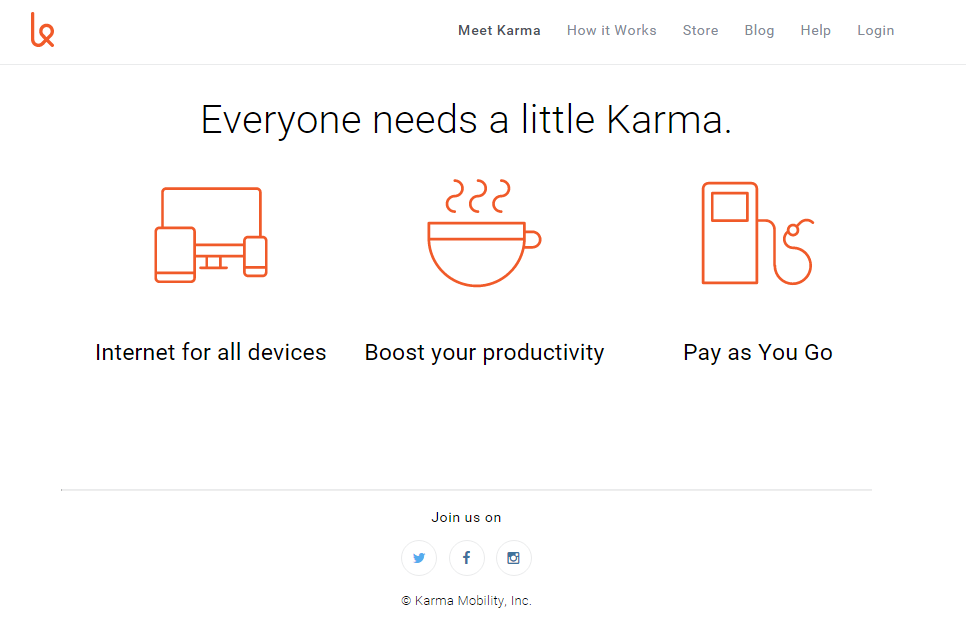 Meet Karma How it Works Store Blog Help Login
Everyone needs a little Karma.
Internet for all devices Boost your productivity Pay as You Go
Join us on
© Karma Mobility, Inc.